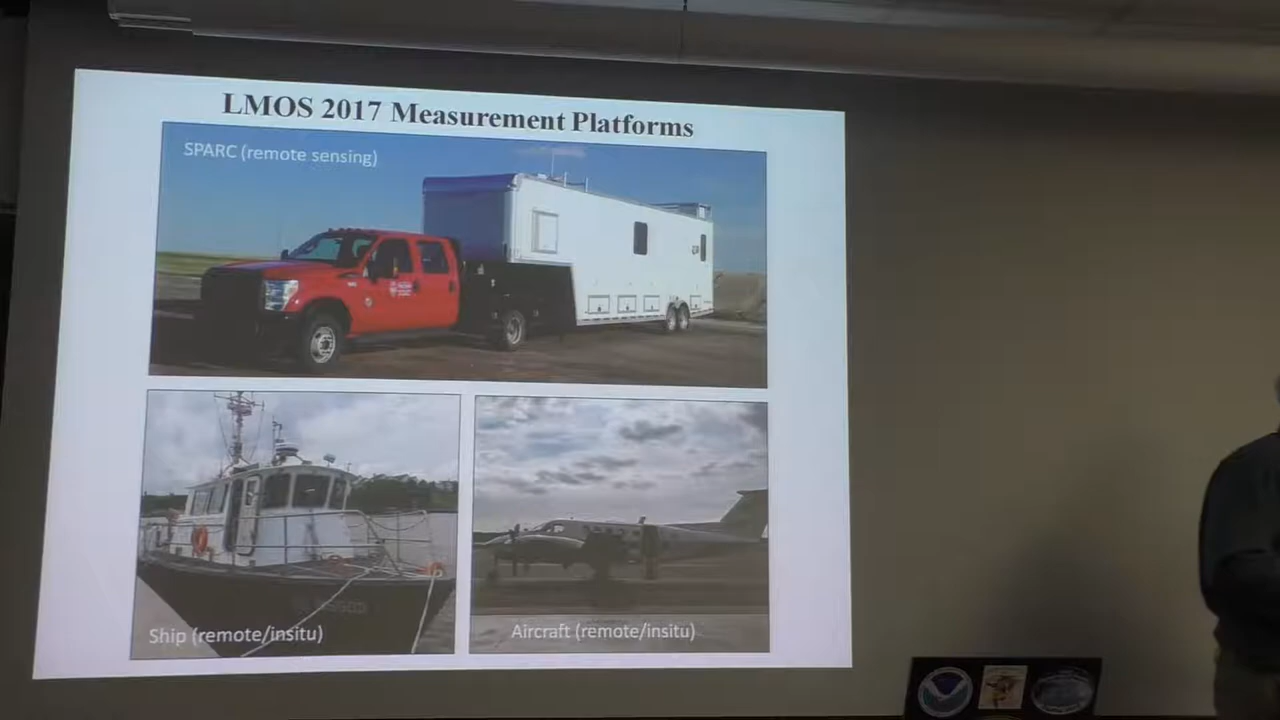 LMOS 2017 Measurement Platforms
SPARC (remote sensing)
Ship (remote/insitu)
Aircraft (remote/insitu)